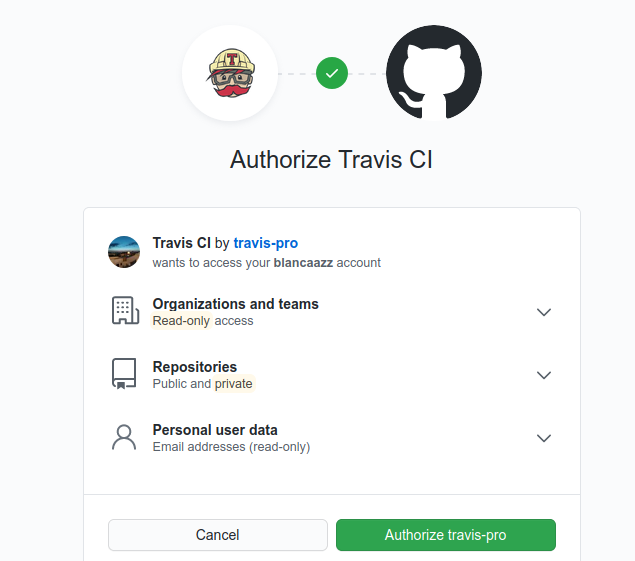 T
Authorize Travis CI
Travis CI by travis-pro
wants to access your blancaazz account
Organizations and teams
Read-only access
Repositories
Public and private
Personal user data
Email addresses (read-only)
Cancel
Authorize travis-pro